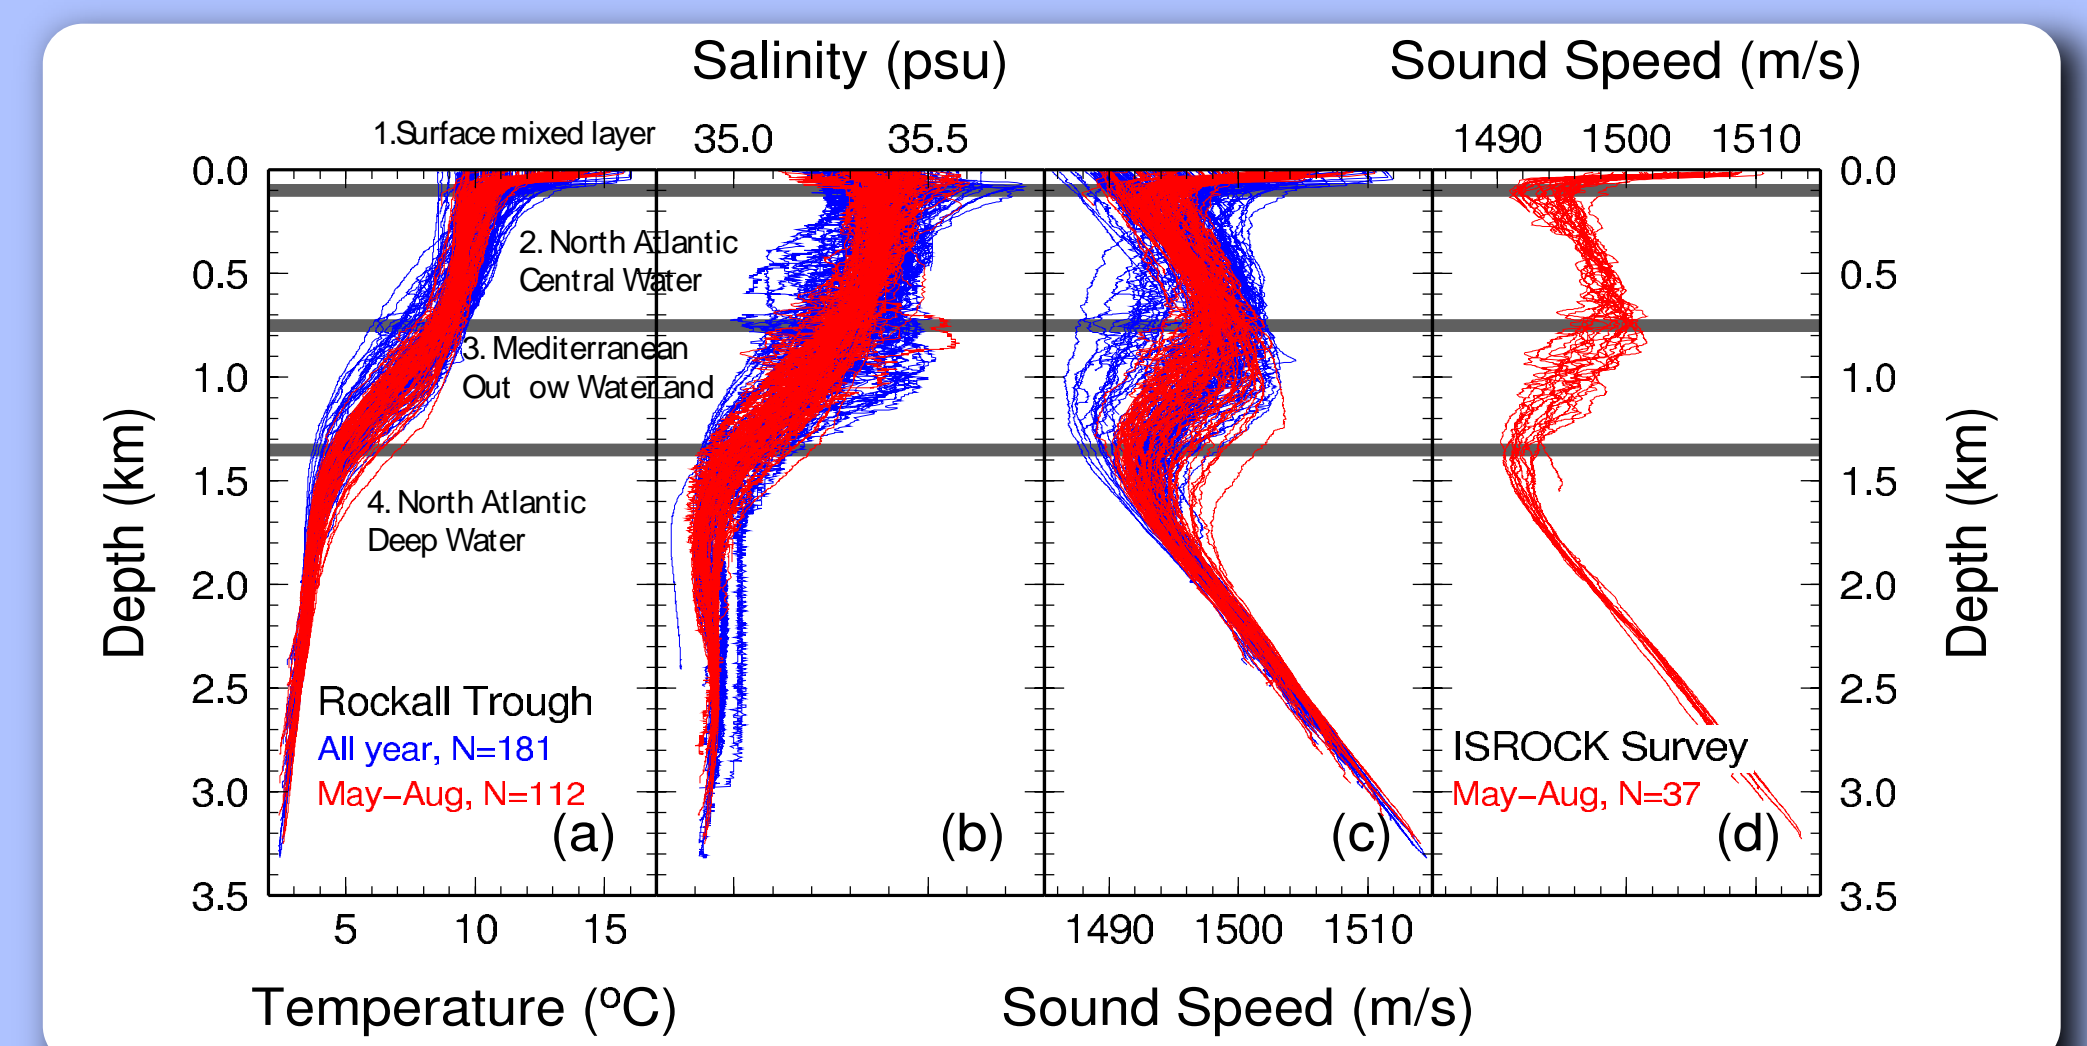 Salinity (psu)
Sound Speed (m/s)
1.Surface mixed layer
35.0 35.5
1490 1500 1510
0.0 0.0
2. North Atlantic
Central Water
0.5 0.5
3. Mediterranean
Out ow Water and
1.0 1.0
4. North Atlantic
Deep Water
1.5 1.5
Depth (km)
Depth (km)
2.0 2.0
2.5 2.5
Rockall Trough
All year, N=181
May–Aug, N=112
ISROCK Survey
May–Aug, N=37
3.0 3.0
(a) (b) (c) (d)
3.5 3.5
5 10 15
1490 1500 1510
Temperature (ºC)
Sound Speed (m/s)